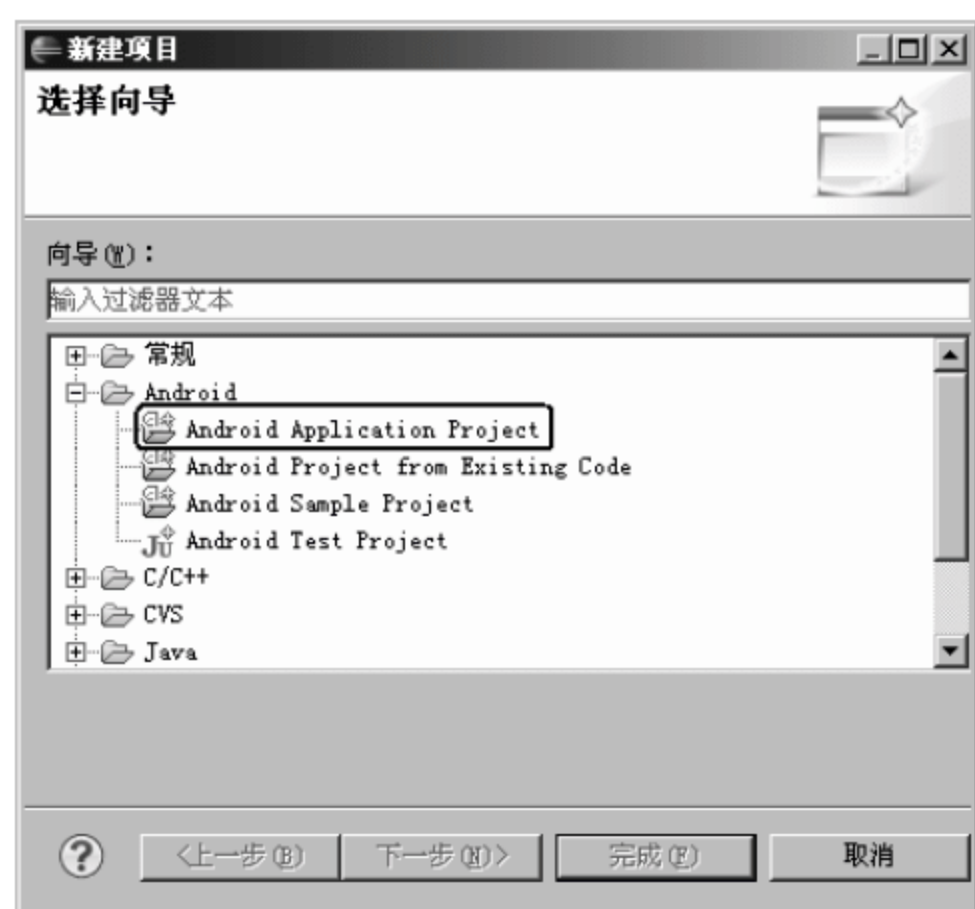 新建项目
选择向导
向导(W)：
输入过滤器文本
常规
Android
Android Application Project
Android Project from Existing Code
Android Sample Project
Android Test Project
C/C++
CVS
Java
<上一步(B)
下一步(N)>
完成(F)
取消